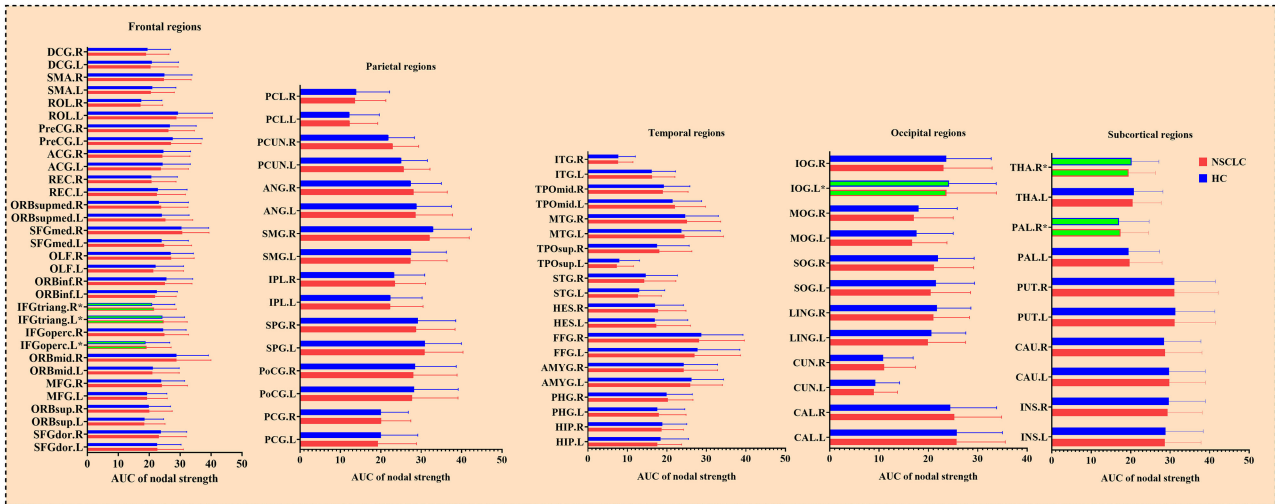 Frontal regions
DCG.R
DCG.L
SMA.R
SMA.L
ROL.R
ROL.L
PreCG.R
PreCG.L
ACG.R
ACG.L
REC.R
REC.L
ORBsupmed.R
ORBsupmed.L
SFGmed.R
SFGmed.L
OLF.R
OLF.L
ORBinf.R
ORBinf.L
IFGtriang.R*
IFGtriang.L*
IFGoperc.R
IFGoperc.L*
ORBmid.R
ORBmid.L
MFG.R
MFG.L
ORBsup.R
ORBsup.L
SFGdor.R
SFGdor.L
0 10 20 30 40 50
AUC of nodal strength
Parietal regions
PCL.R
PCL.L
PCUN.R
PCUN.L
ANG.R
ANG.L
SMG.R
SMG.L
IPL.R
IPL.L
SPG.R
SPG.L
PoCG.R
PoCG.L
PCG.R
PCG.L
0 10 20 30 40 50
AUC of nodal strength
Temporal regions
ITG.R
ITG.L
TPOmid.R
TPOmid.L
MTG.R
MTG.L
TPOsup.R
TPOsup.L
STG.R
STG.L
HES.R
HES.L
FFG.R
FFG.L
AMYG.R
AMYG.L
PHG.R
PHG.L
HIP.R
HIP.L
0 10 20 30 40 50
AUC of nodal strength
Occipital regions
IOG.R
IOG.L*
MOG.R
MOG.L
SOG.R
SOG.L
LING.R
LING.L
CUN.R
CUN.L
CAL.R
CAL.L
0 10 20 30 40
AUC of nodal strength
Subcortical regions
THA.R*
THA.L
PAL.R*
PAL.L
PUT.R
PUT.L
CAU.R
CAU.L
INS.R
INS.L
0 10 20 30 40 50
AUC of nodal strength
NSCLC
HC